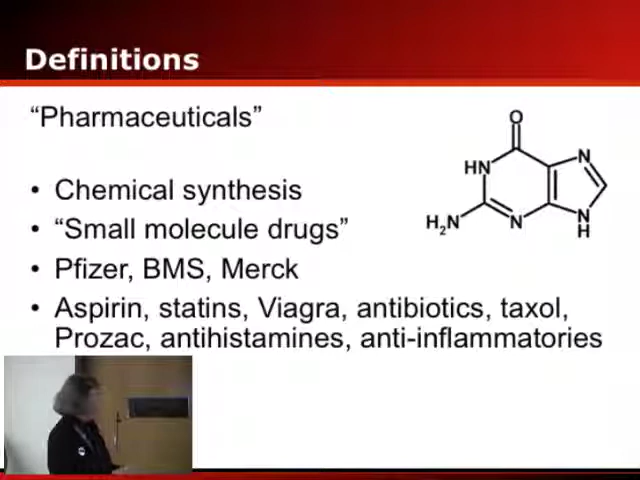 Definitions
“Pharmaceuticals”
• Chemical synthesis
• “Small molecule drugs”
• Pfizer, BMS, Merck
• Aspirin, statins, Viagra, antibiotics, taxol,
Prozac, antihistamines, anti-inflammatories
O
HN
N
H₂N
N
N
H